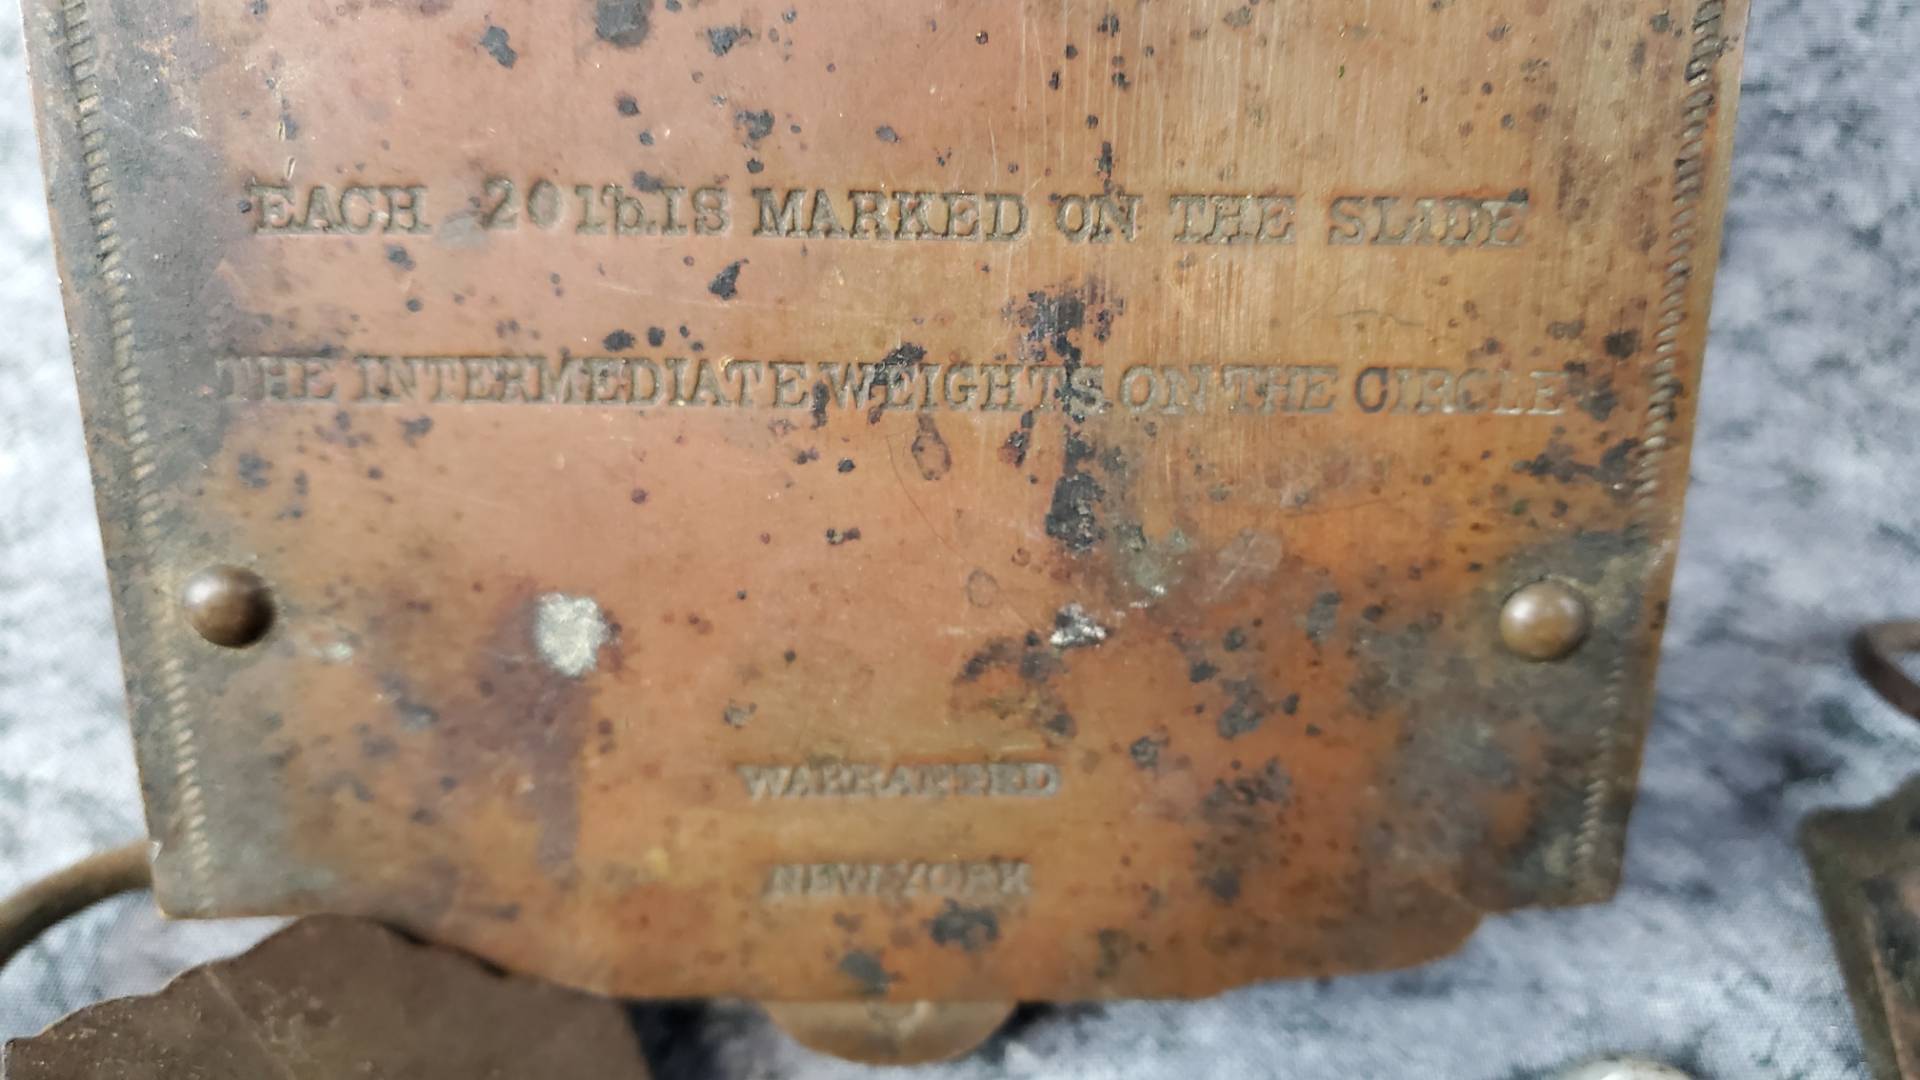 EACH 20 lb. IS MARKED ON THE SLIDE
THE INTERMEDIATE WEIGHTS ON THE CIRCLE
WARRANTED
NEW YORK